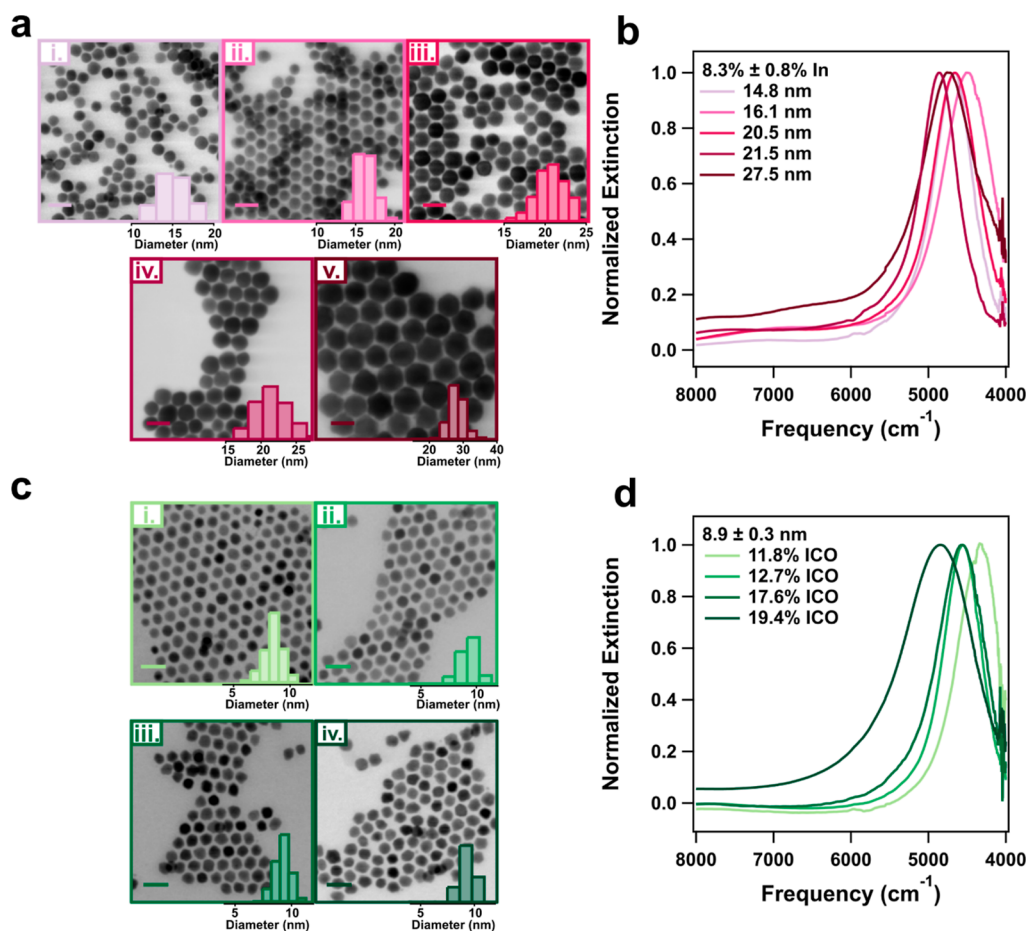 a
i.
ii.
iii.
10 15 20
Diameter (nm)
10 15 20
Diameter (nm)
15 20 25
Diameter (nm)
iv.
v.
15 20 25
Diameter (nm)
20 30 40
Diameter (nm)
b
Normalized Extinction
1.0
0.8
0.6
0.4
0.2
0.0
8.3% ± 0.8% In
14.8 nm
16.1 nm
20.5 nm
21.5 nm
27.5 nm
8000 7000 6000 5000 4000
Frequency (cm⁻¹)
c
i.
ii.
5 10
Diameter (nm)
5 10
Diameter (nm)
iii.
iv.
5 10
Diameter (nm)
5 10
Diameter (nm)
d
Normalized Extinction
1.0
0.8
0.6
0.4
0.2
0.0
8.9 ± 0.3 nm
11.8% ICO
12.7% ICO
17.6% ICO
19.4% ICO
8000 7000 6000 5000 4000
Frequency (cm⁻¹)